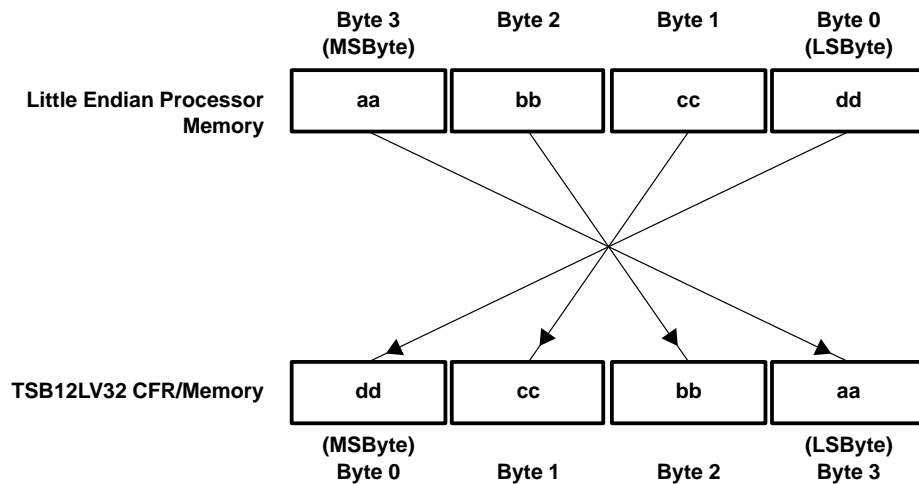 Byte 3 Byte 2 Byte 1 Byte 0
(MSByte) (LSByte)
Little Endian Processor
Memory
aa bb cc dd
TSB12LV32 CFR/Memory dd cc bb aa
(MSByte) (LSByte)
Byte 0 Byte 1 Byte 2 Byte 3